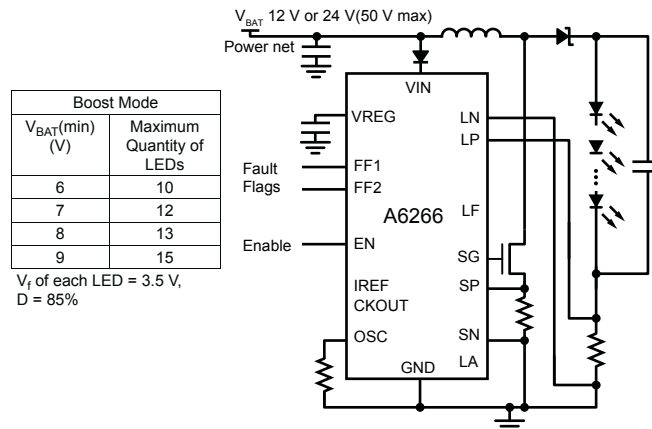 V_BAT 12 V or 24 V(50 V max)
Power net
VIN
VREG
LN
LP
Fault
Flags
FF1
FF2
LF
A6266
Enable
EN
SG
IREF
SP
CKOUT
OSC
SN
LA
GND
Boost Mode
V_BAT(min)
(V)
Maximum
Quantity of
LEDs
6 10
7 12
8 13
9 15
V_f of each LED = 3.5 V,
D = 85%